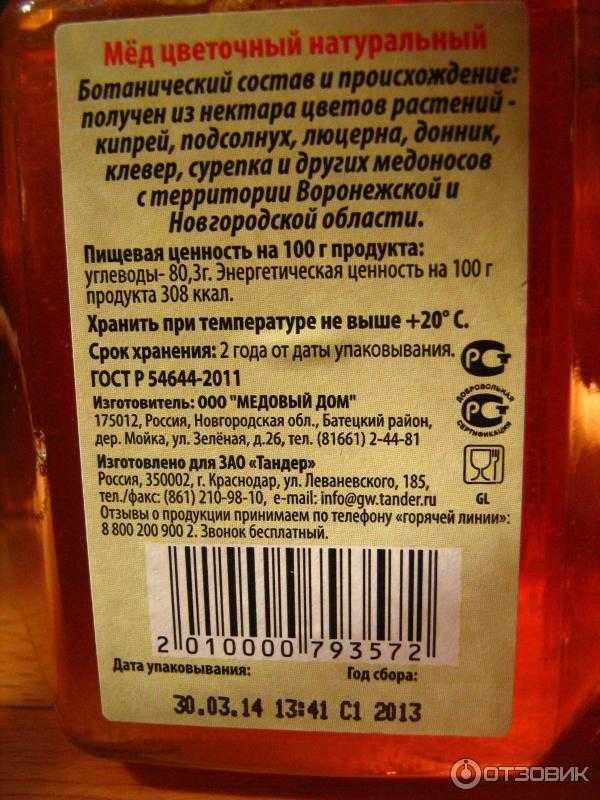 Мёд цветочный натуральный
Ботанический состав и происхождение:
получен из нектара цветов растений -
кипрей, подсолнух, люцерна, донник,
клевер, сурепка и других медоносов
с территории Воронежской и
Новгородской области.
Пищевая ценность на 100 г продукта:
углеводы- 80,3г. Энергетическая ценность на 100 г
продукта 308 ккал.
Хранить при температуре не выше +20° С.
Срок хранения: 2 года от даты упаковывания.
ГОСТ Р 54644-2011
РСТ
ДОБРОВОЛЬНАЯ
РСТ
СЕРТИФИКАЦИЯ
Изготовитель: ООО "МЕДОВЫЙ ДОМ"
175012, Россия, Новгородская обл., Батецкий район,
дер. Мойка, ул. Зелёная, д.26, тел. (81661) 2-44-81
Изготовлено для ЗАО «Тандер»
Россия, 350002, г. Краснодар, ул. Леваневского, 185,
тел./факс: (861) 210-98-10, e-mail: info@gw.tander.ru
GL
Отзывы о продукции принимаем по телефону «горячей линии»:
8 800 200 900 2. Звонок бесплатный.
2 010000 793572
Дата упаковывания: Год сбора:
30.03.14 13:41 С1 2013
ОТЗОВИК